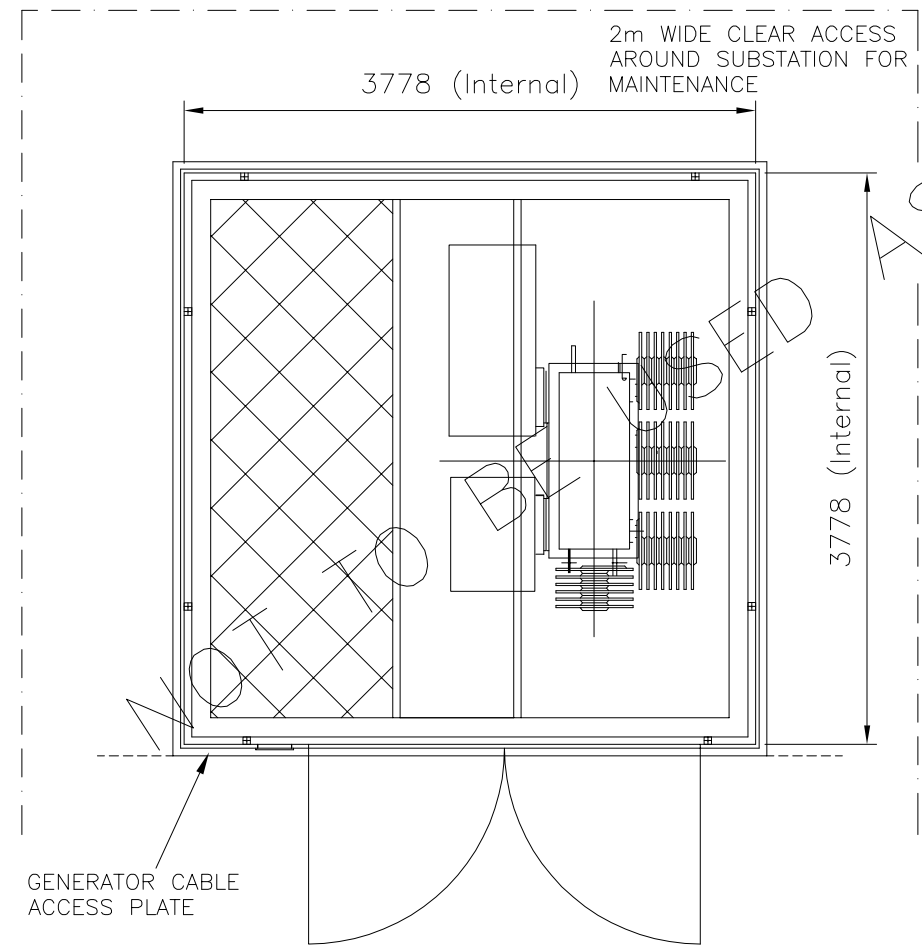 2m WIDE CLEAR ACCESS
AROUND SUBSTATION FOR
MAINTENANCE
3778 (Internal)
3778 (Internal)
NOT TO BE USED AS
GENERATOR CABLE
ACCESS PLATE